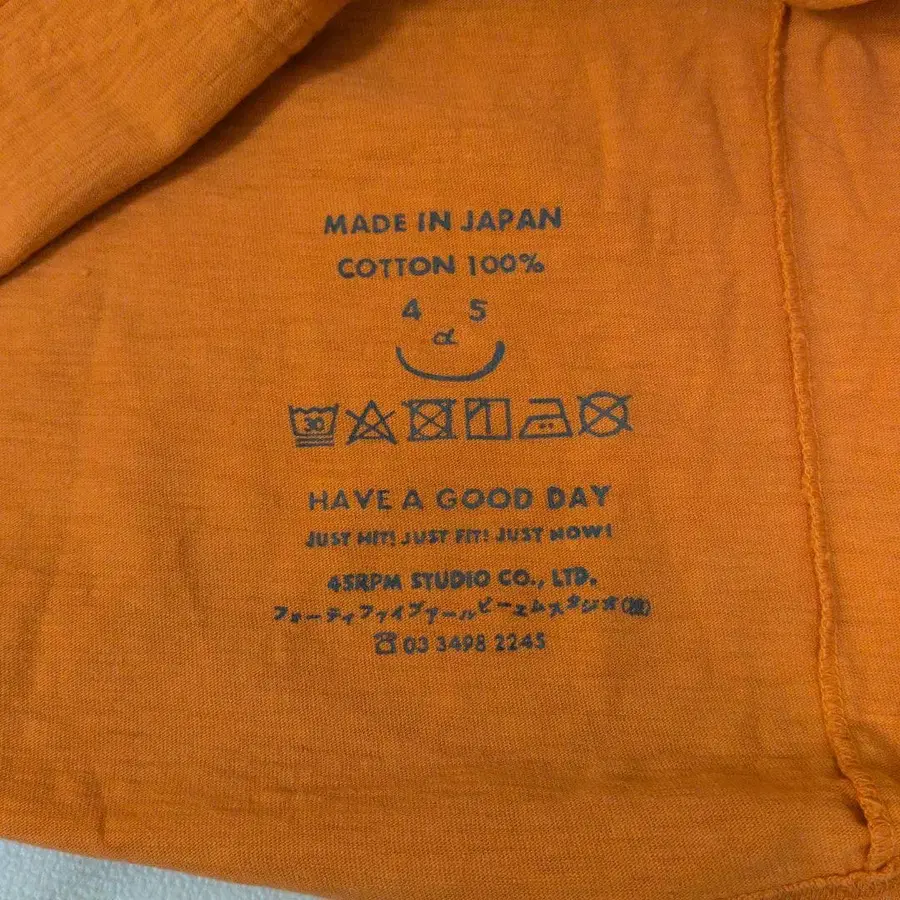 MADE IN JAPAN
COTTON 100%
4 5
α
30
HAVE A GOOD DAY
JUST HIT! JUST FIT! JUST NOW!
45RPM STUDIO CO., LTD.
フォーティファイブアールピーエムスタジオ(株)
☎03 3498 2245